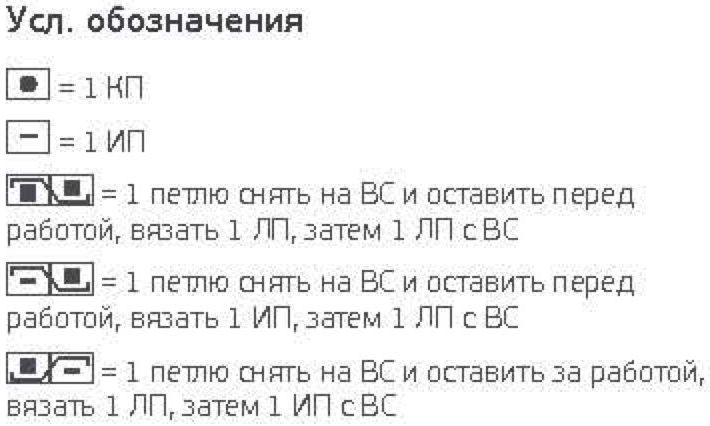 Усл. обозначения
= 1 КП
= 1 ИП
= 1 петлю снять на ВС и оставить перед
работой, вязать 1 ЛП, затем 1 ЛП с ВС
= 1 петлю снять на ВС и оставить перед
работой, вязать 1 ИП, затем 1 ЛП с ВС
= 1 петлю снять на ВС и оставить за работой,
вязать 1 ЛП, затем 1 ИП с ВС